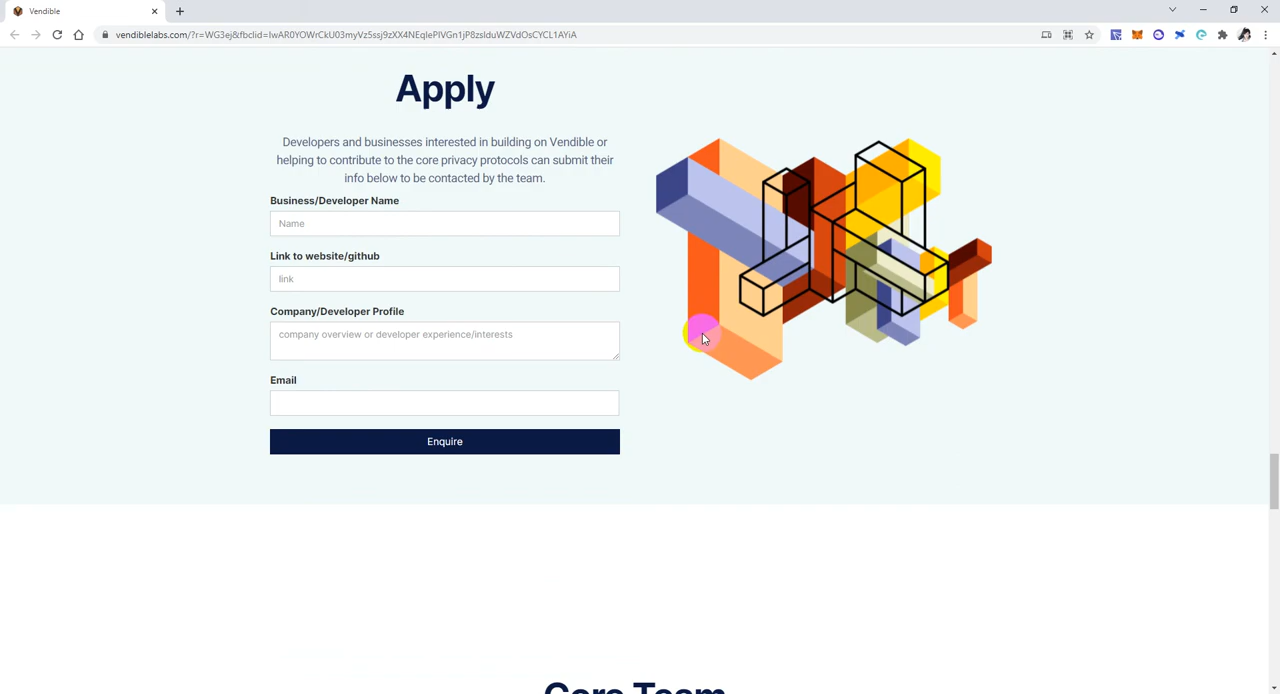 Vendible
vendiblelabs.com/?r=WG3ej&fbclid=IwAR0YOWrCkU03myVz5ssj9zXX4NEqlePIVGn1jP8zslduWZVdOsCYCL1AYiA
Apply
Developers and businesses interested in building on Vendible or
helping to contribute to the core privacy protocols can submit their
info below to be contacted by the team.
Business/Developer Name
Name
Link to website/github
link
Company/Developer Profile
company overview or developer experience/interests
Email
Enquire
Core Team